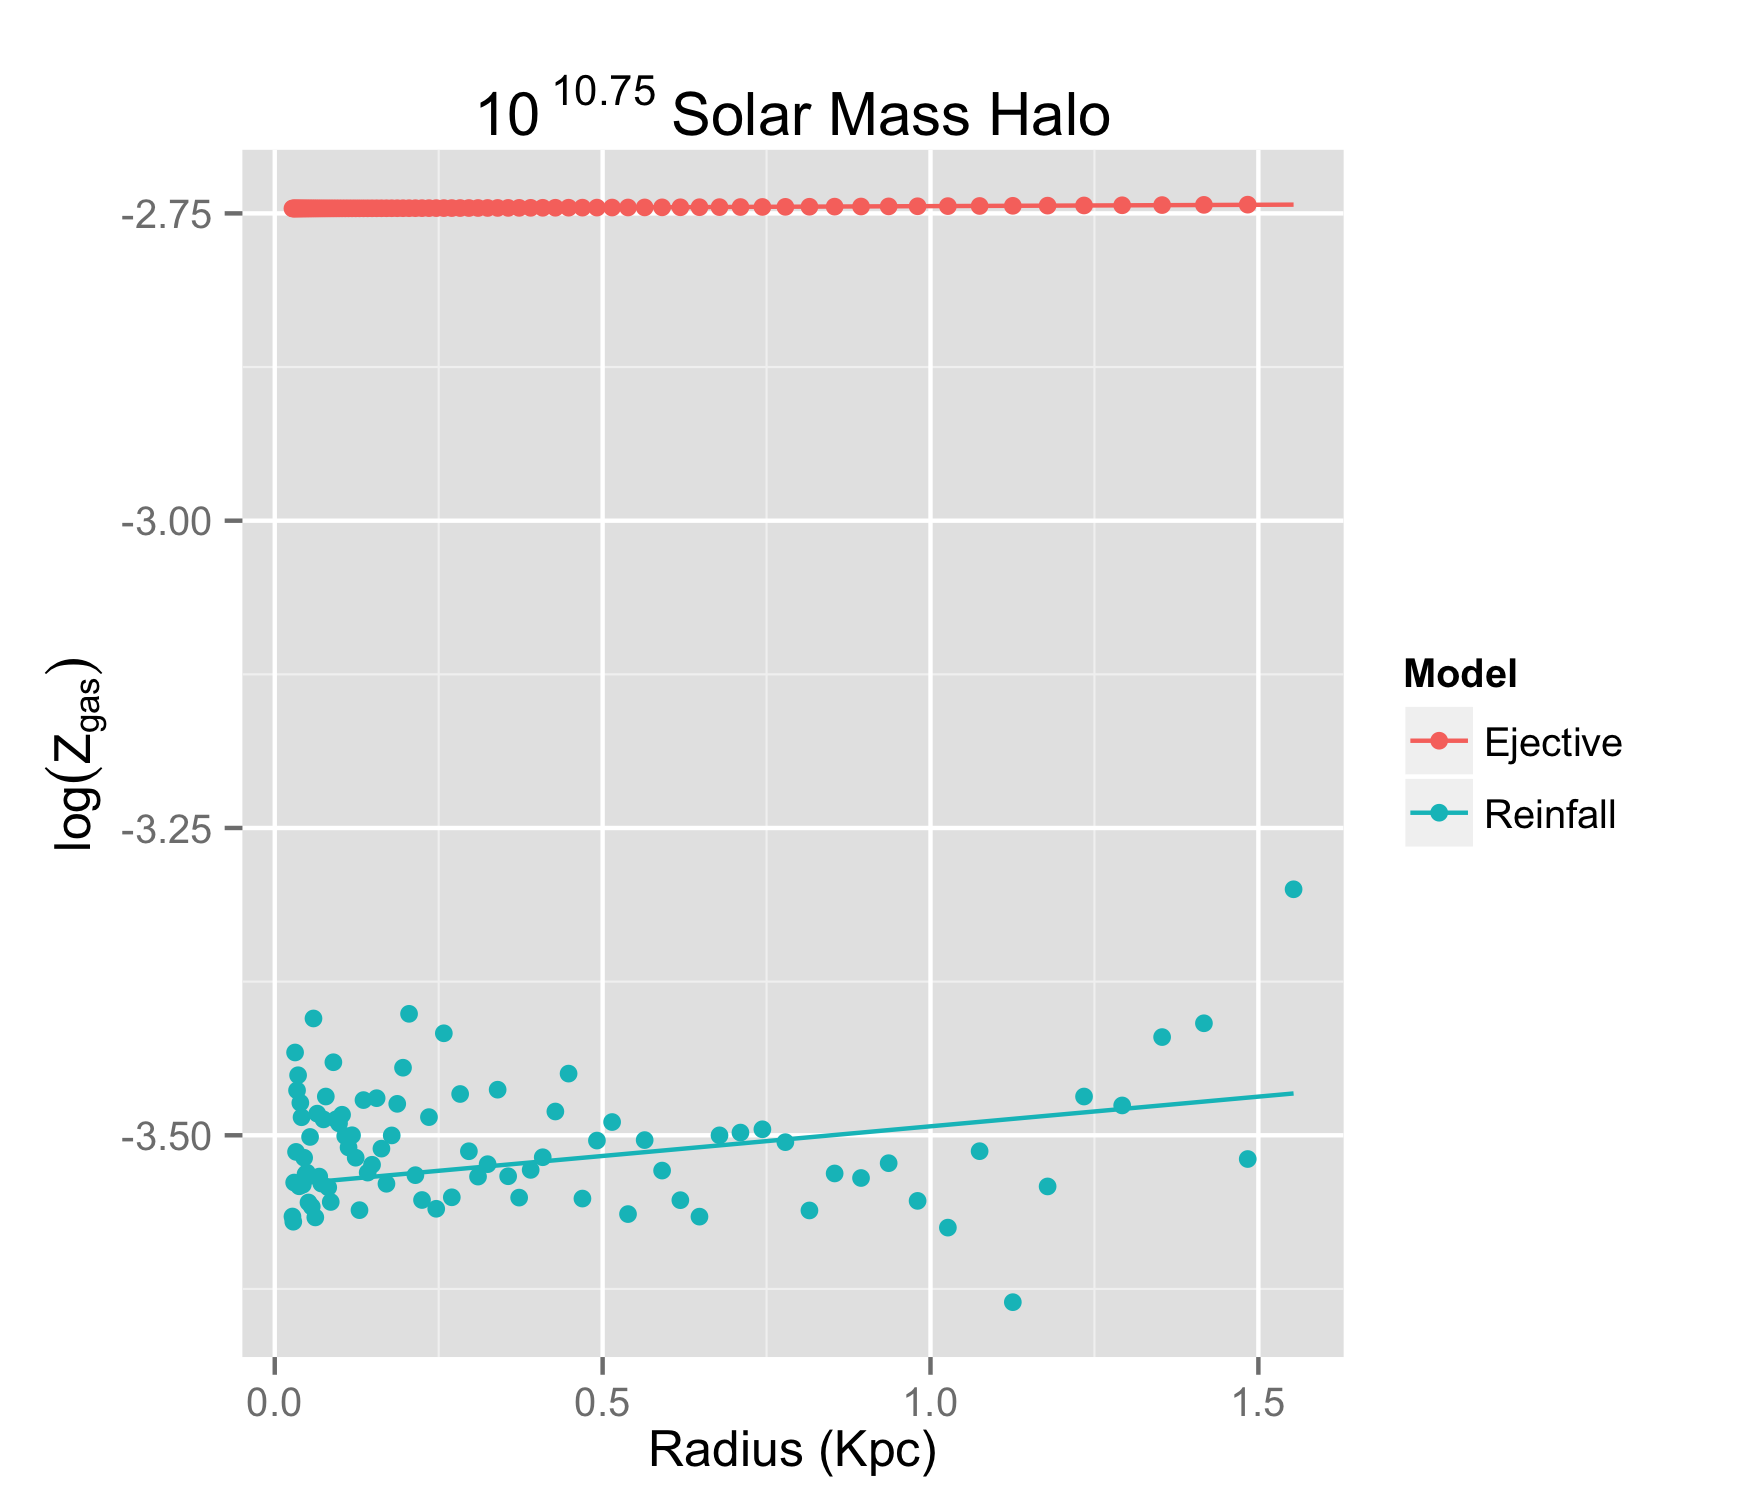 10^10.75 Solar Mass Halo
log(Z_gas)
-2.75
-3.00
-3.25
-3.50
0.0 0.5 1.0 1.5
Radius (Kpc)
Model
Ejective
Reinfall